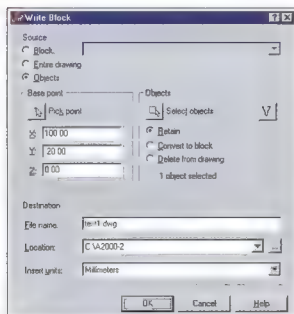 Write Block
Source
Block:
Entire drawing
Objects
Base point
Pick point
X: 100.00
Y: 20.00
Z: 0.00
Objects
Select objects
Retain
Convert to block
Delete from drawing
1 object selected
Destination
File name: test1.dwg
Location: C:\A2000-2
Insert units: Millimeters
OK Cancel Help